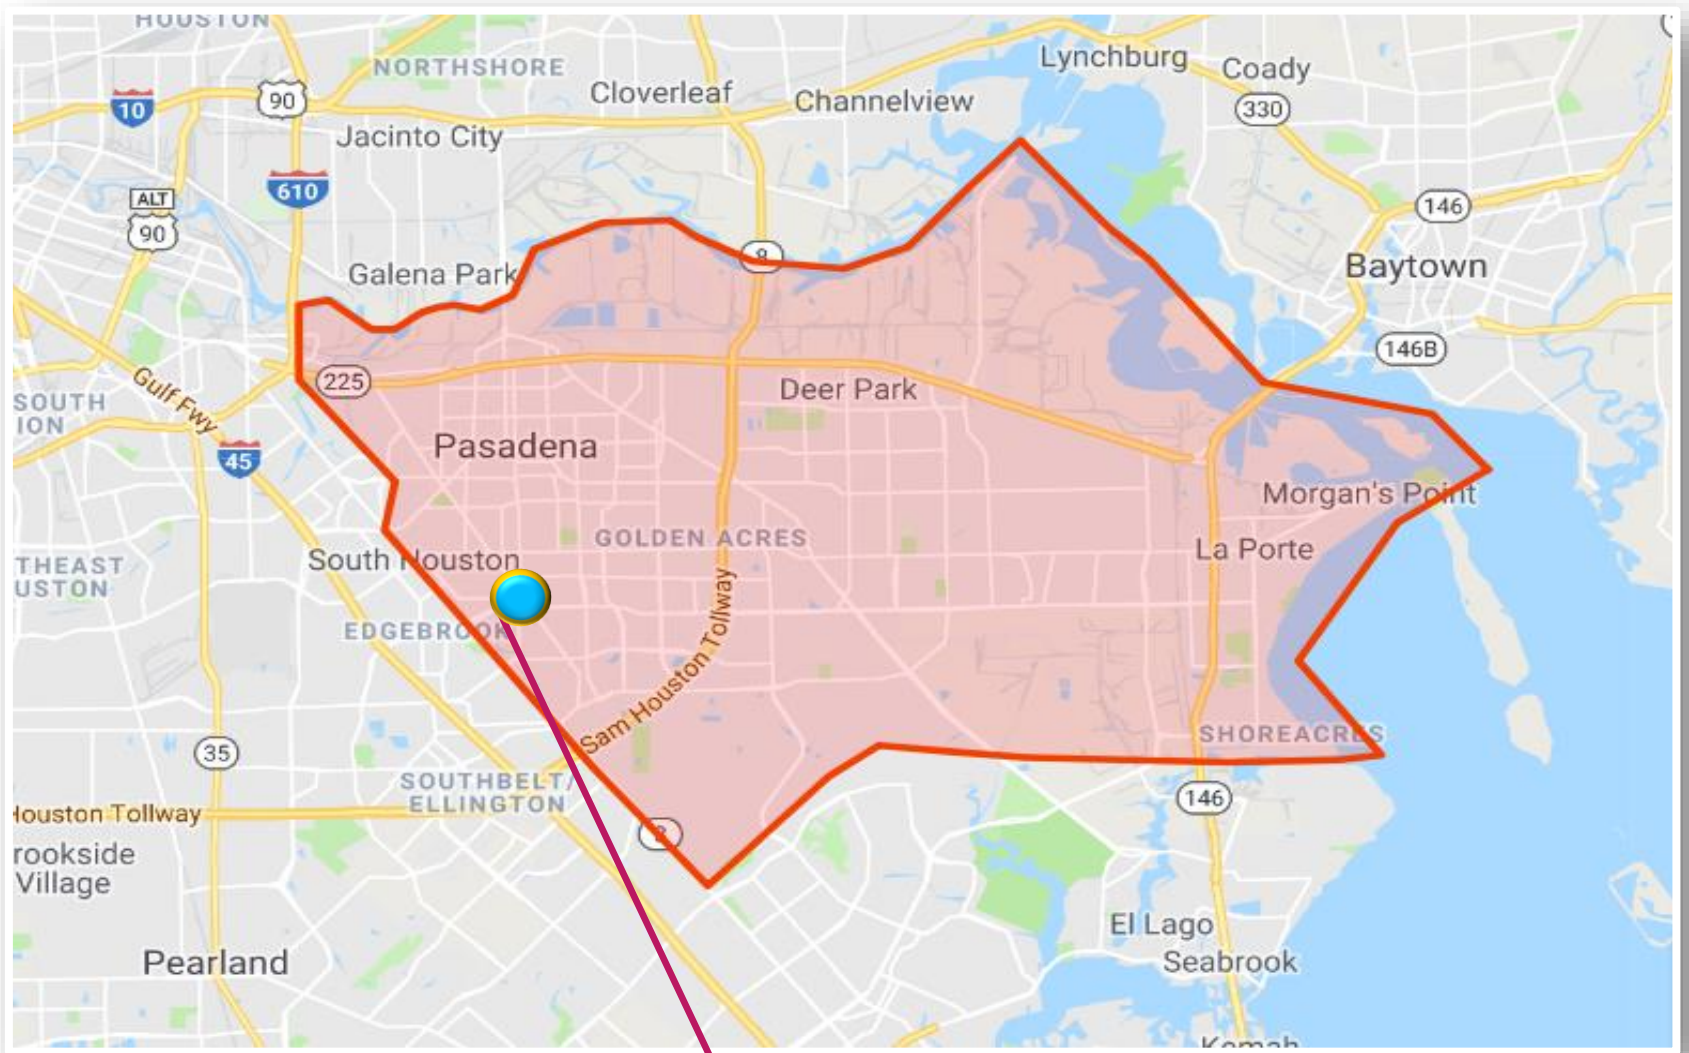 HOUSTON
Lynchburg
Coady
NORTHSHORE
Cloverleaf
Channelview
330
10
90
Jacinto City
610
ALT
90
146
8
Baytown
Galena Park
146B
225
Deer Park
Gulf Fwy
SOUTH
ION
Pasadena
45
Morgan's Point
GOLDEN ACRES
La Porte
South Houston
THEAST
USTON
EDGEBROOK
Sam Houston Tollway
SHOREACRES
35
SOUTHBELT/
ELLINGTON
146
Houston Tollway
8
rookside
Village
El Lago
Pearland
Seabrook
Kemah